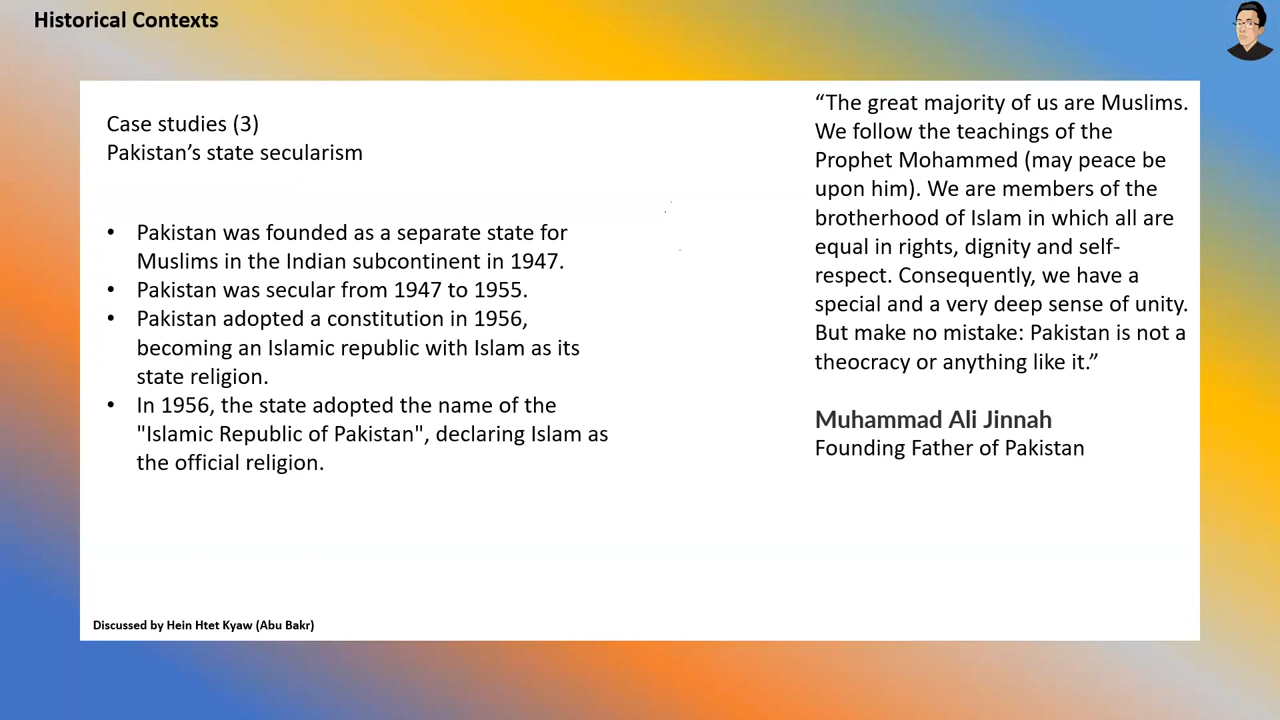 Historical Contexts
Case studies (3)
Pakistan’s state secularism
• Pakistan was founded as a separate state for
Muslims in the Indian subcontinent in 1947.
• Pakistan was secular from 1947 to 1955.
• Pakistan adopted a constitution in 1956,
becoming an Islamic republic with Islam as its
state religion.
• In 1956, the state adopted the name of the
"Islamic Republic of Pakistan", declaring Islam as
the official religion.
“The great majority of us are Muslims.
We follow the teachings of the
Prophet Mohammed (may peace be
upon him). We are members of the
brotherhood of Islam in which all are
equal in rights, dignity and self-
respect. Consequently, we have a
special and a very deep sense of unity.
But make no mistake: Pakistan is not a
theocracy or anything like it.”
Muhammad Ali Jinnah
Founding Father of Pakistan
Discussed by Hein Htet Kyaw (Abu Bakr)